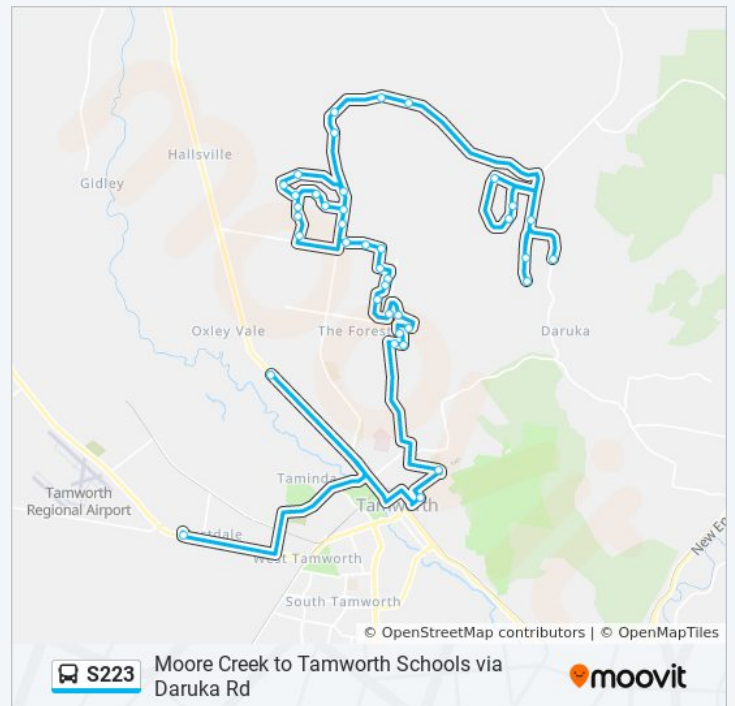 Hallsville
Gidley
Oxley Vale
The Forest
Daruka
Taminda
Tamworth
Regional Airport
Tamworth
stdale
West Tamworth
New En
South Tamworth
© OpenStreetMap contributors | © OpenMapTiles
S223
Moore Creek to Tamworth Schools via
Daruka Rd
moovit